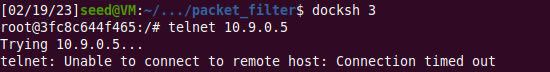 [02/19/23]seed@VM:~/.../packet_filter$ docksh 3
root@3fc8c644f465:/# telnet 10.9.0.5
Trying 10.9.0.5...
telnet: Unable to connect to remote host: Connection timed out